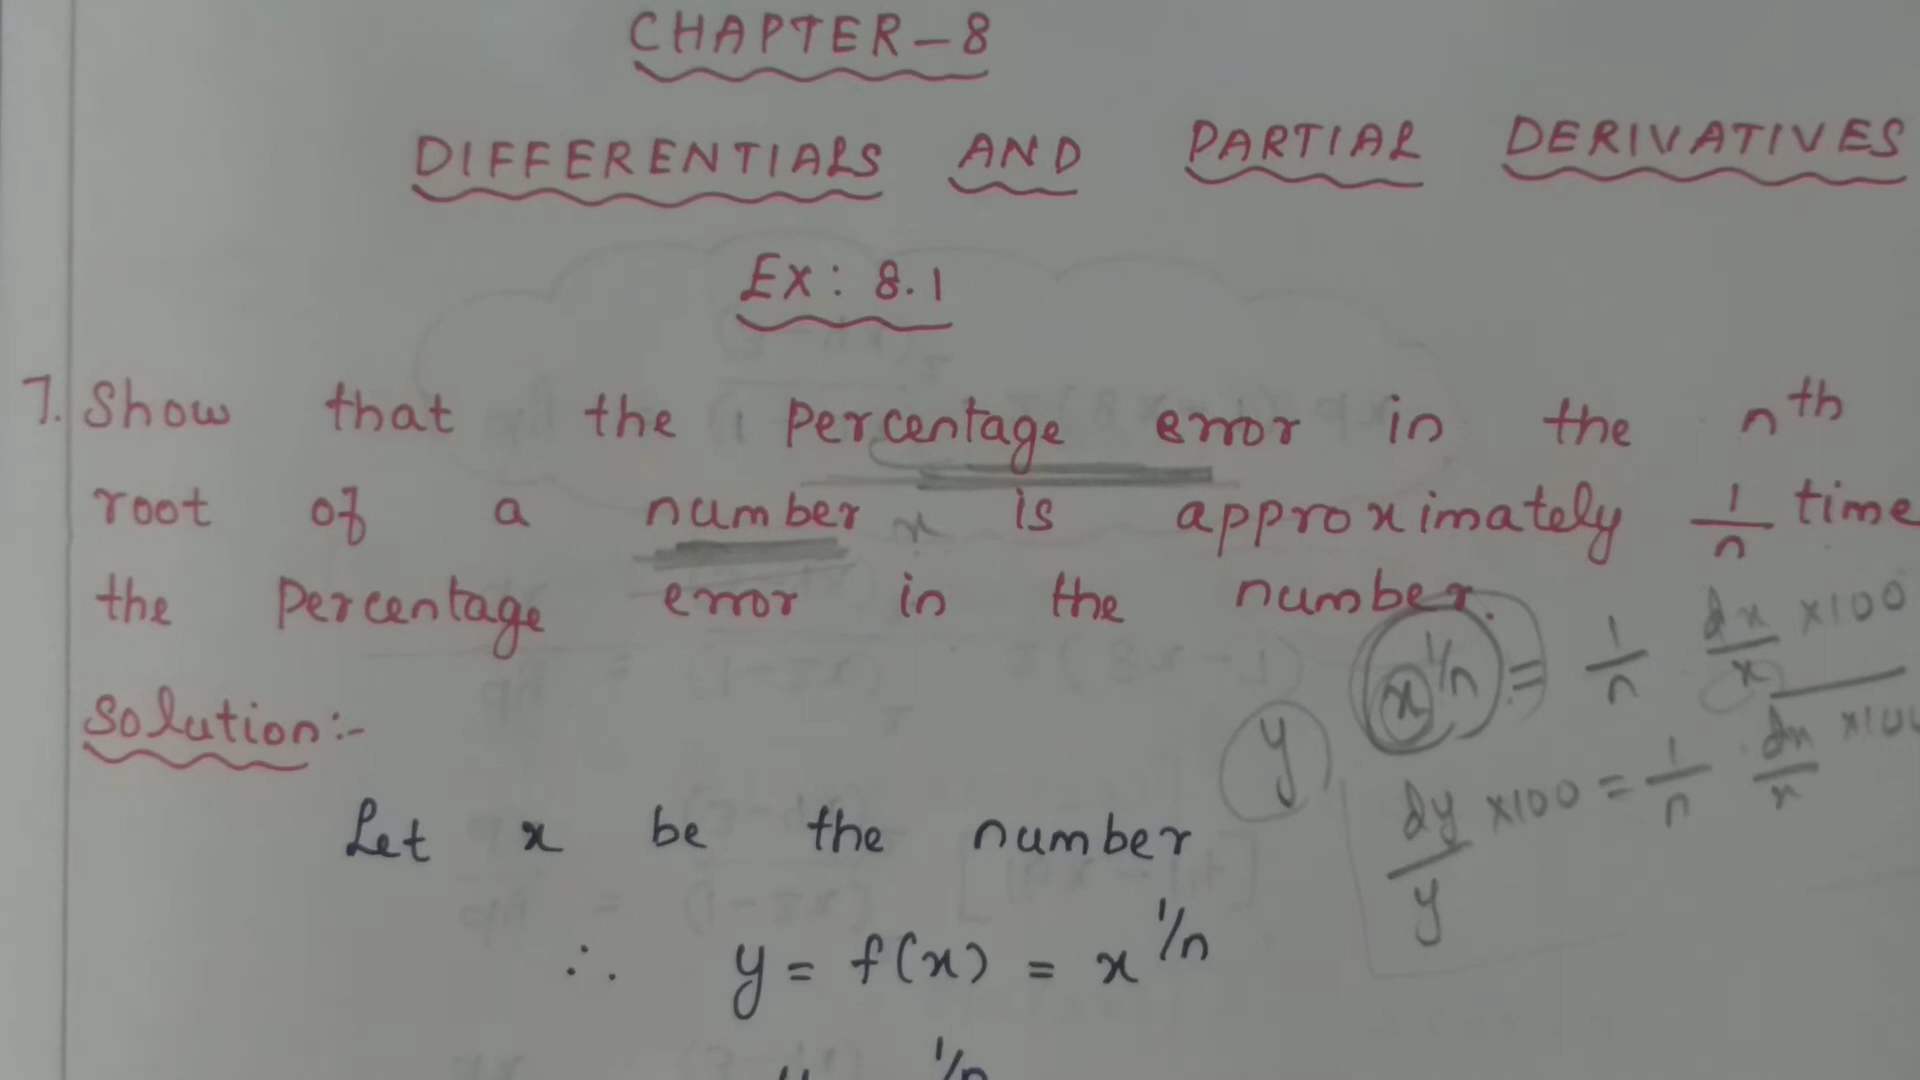 CHAPTER-8
DIFFERENTIALS AND PARTIAL DERIVATIVES
EX: 8.1
7. Show that the percentage error in the nth
root of a number x is approximately 1/n time
the percentage error in the number.
x^1/n = 1/n dx/x ×100
Solution:-
y
dy/y ×100 = 1/n dx/x ×100
Let x be the number
∴ y = f(x) = x^1/n